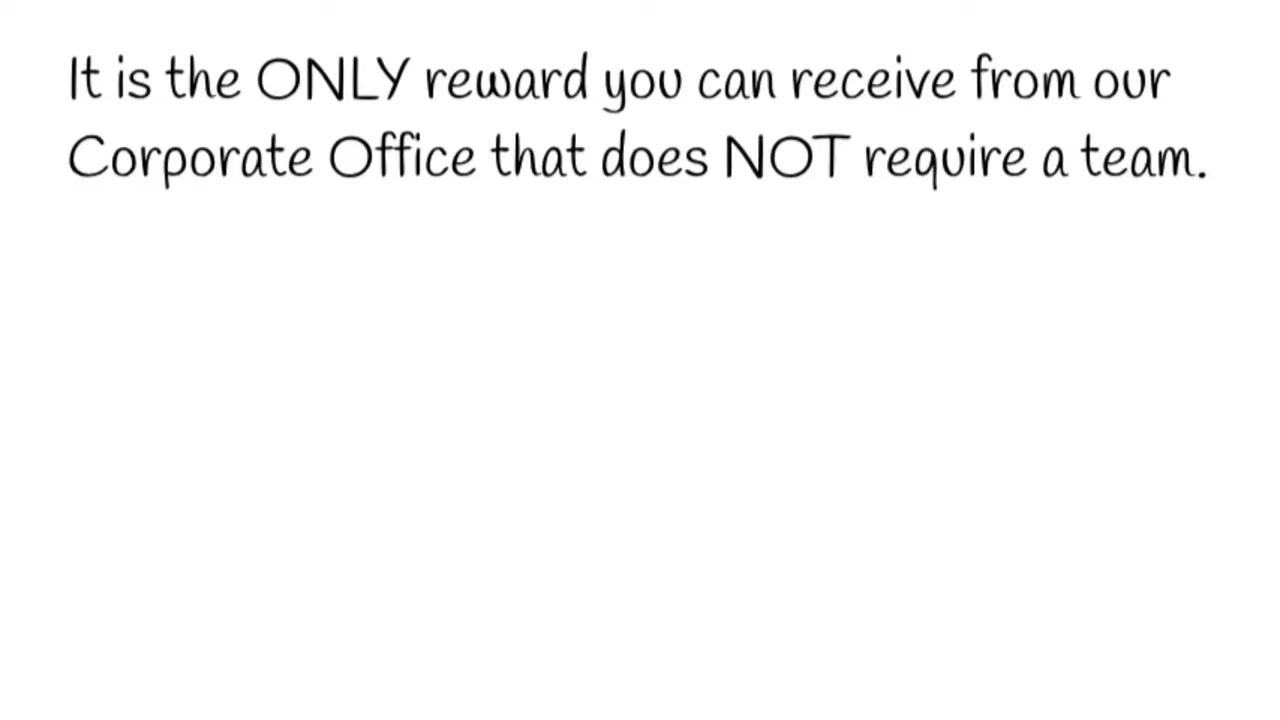 It is the ONLY reward you can receive from our
Corporate Office that does NOT require a team.